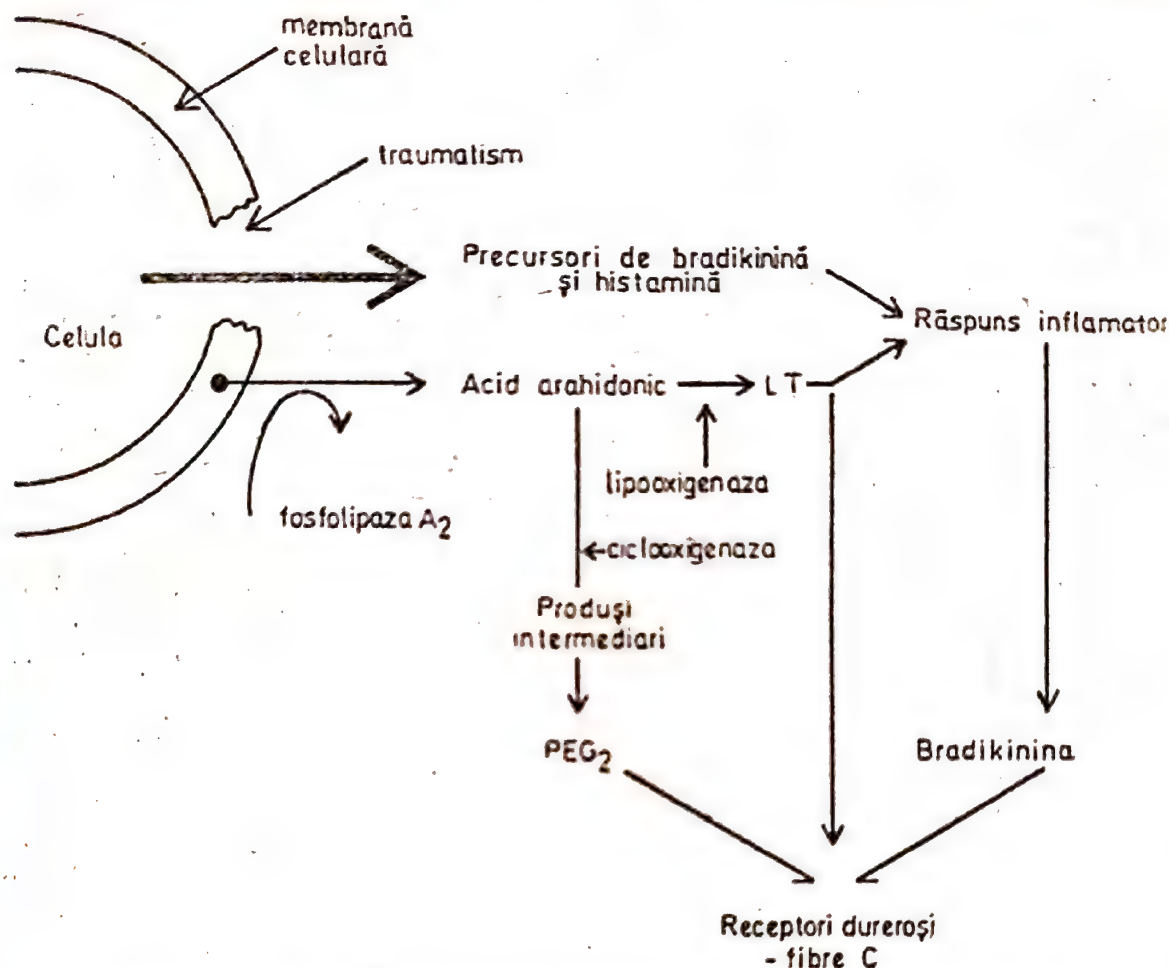 membrană
celulară
traumatism
Precursori de bradikinină
și histamină
Răspuns inflamator
Celula
Acid arahidonic
LT
lipooxigenaza
fosfolipaza A2
ciclooxigenaza
Produși
intermediari
PEG2
Bradikinina
Receptori dureroși
- fibre C